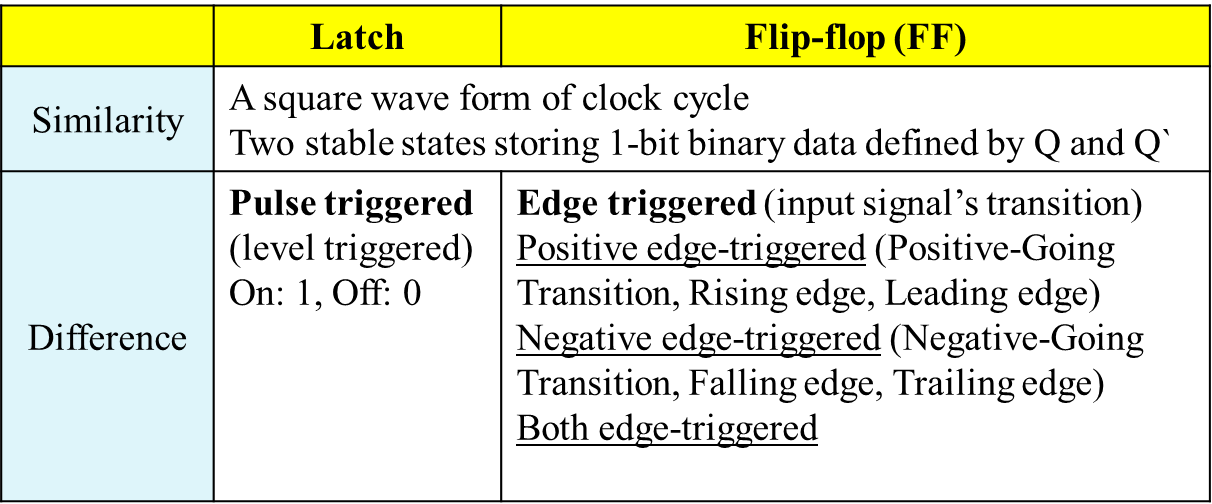 Latch
Flip-flop (FF)
Similarity
A square wave form of clock cycle
Two stable states storing 1-bit binary data defined by Q and Q`
Difference
Pulse triggered
(level triggered)
On: 1, Off: 0
Edge triggered (input signal’s transition)
Positive edge-triggered (Positive-Going
Transition, Rising edge, Leading edge)
Negative edge-triggered (Negative-Going
Transition, Falling edge, Trailing edge)
Both edge-triggered